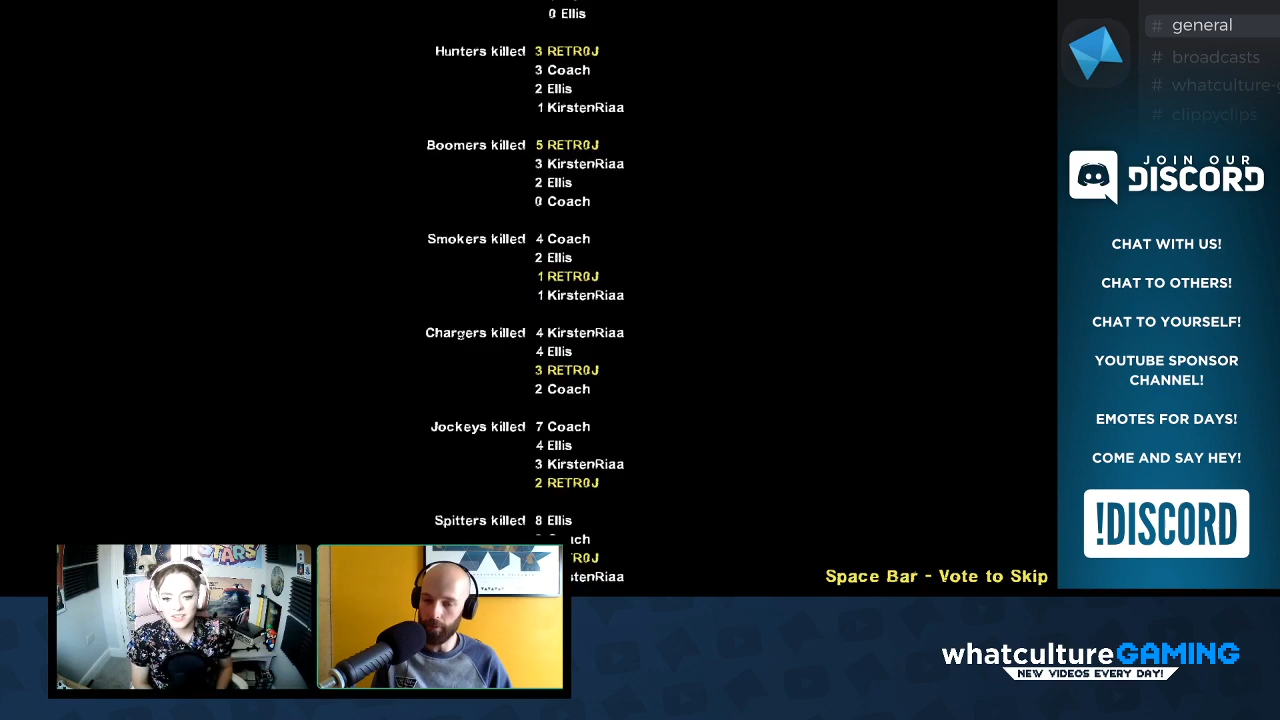 0 Ellis
Hunters killed 3 RETR0J
3 Coach
2 Ellis
1 KirstenRiaa
Boomers killed 5 RETR0J
3 KirstenRiaa
2 Ellis
0 Coach
Smokers killed 4 Coach
2 Ellis
1 RETR0J
1 KirstenRiaa
Chargers killed 4 KirstenRiaa
4 Ellis
3 RETR0J
2 Coach
Jockeys killed 7 Coach
4 Ellis
3 KirstenRiaa
2 RETR0J
Spitters killed 8 Ellis
Space Bar - Vote to Skip
STARS
# general
# broadcasts
# whatculture-
# clippyclips
JOIN OUR
DISCORD
CHAT WITH US!
CHAT TO OTHERS!
CHAT TO YOURSELF!
YOUTUBE SPONSOR
CHANNEL!
EMOTES FOR DAYS!
COME AND SAY HEY!
!DISCORD
whatcultureGAMING
NEW VIDEOS EVERY DAY!